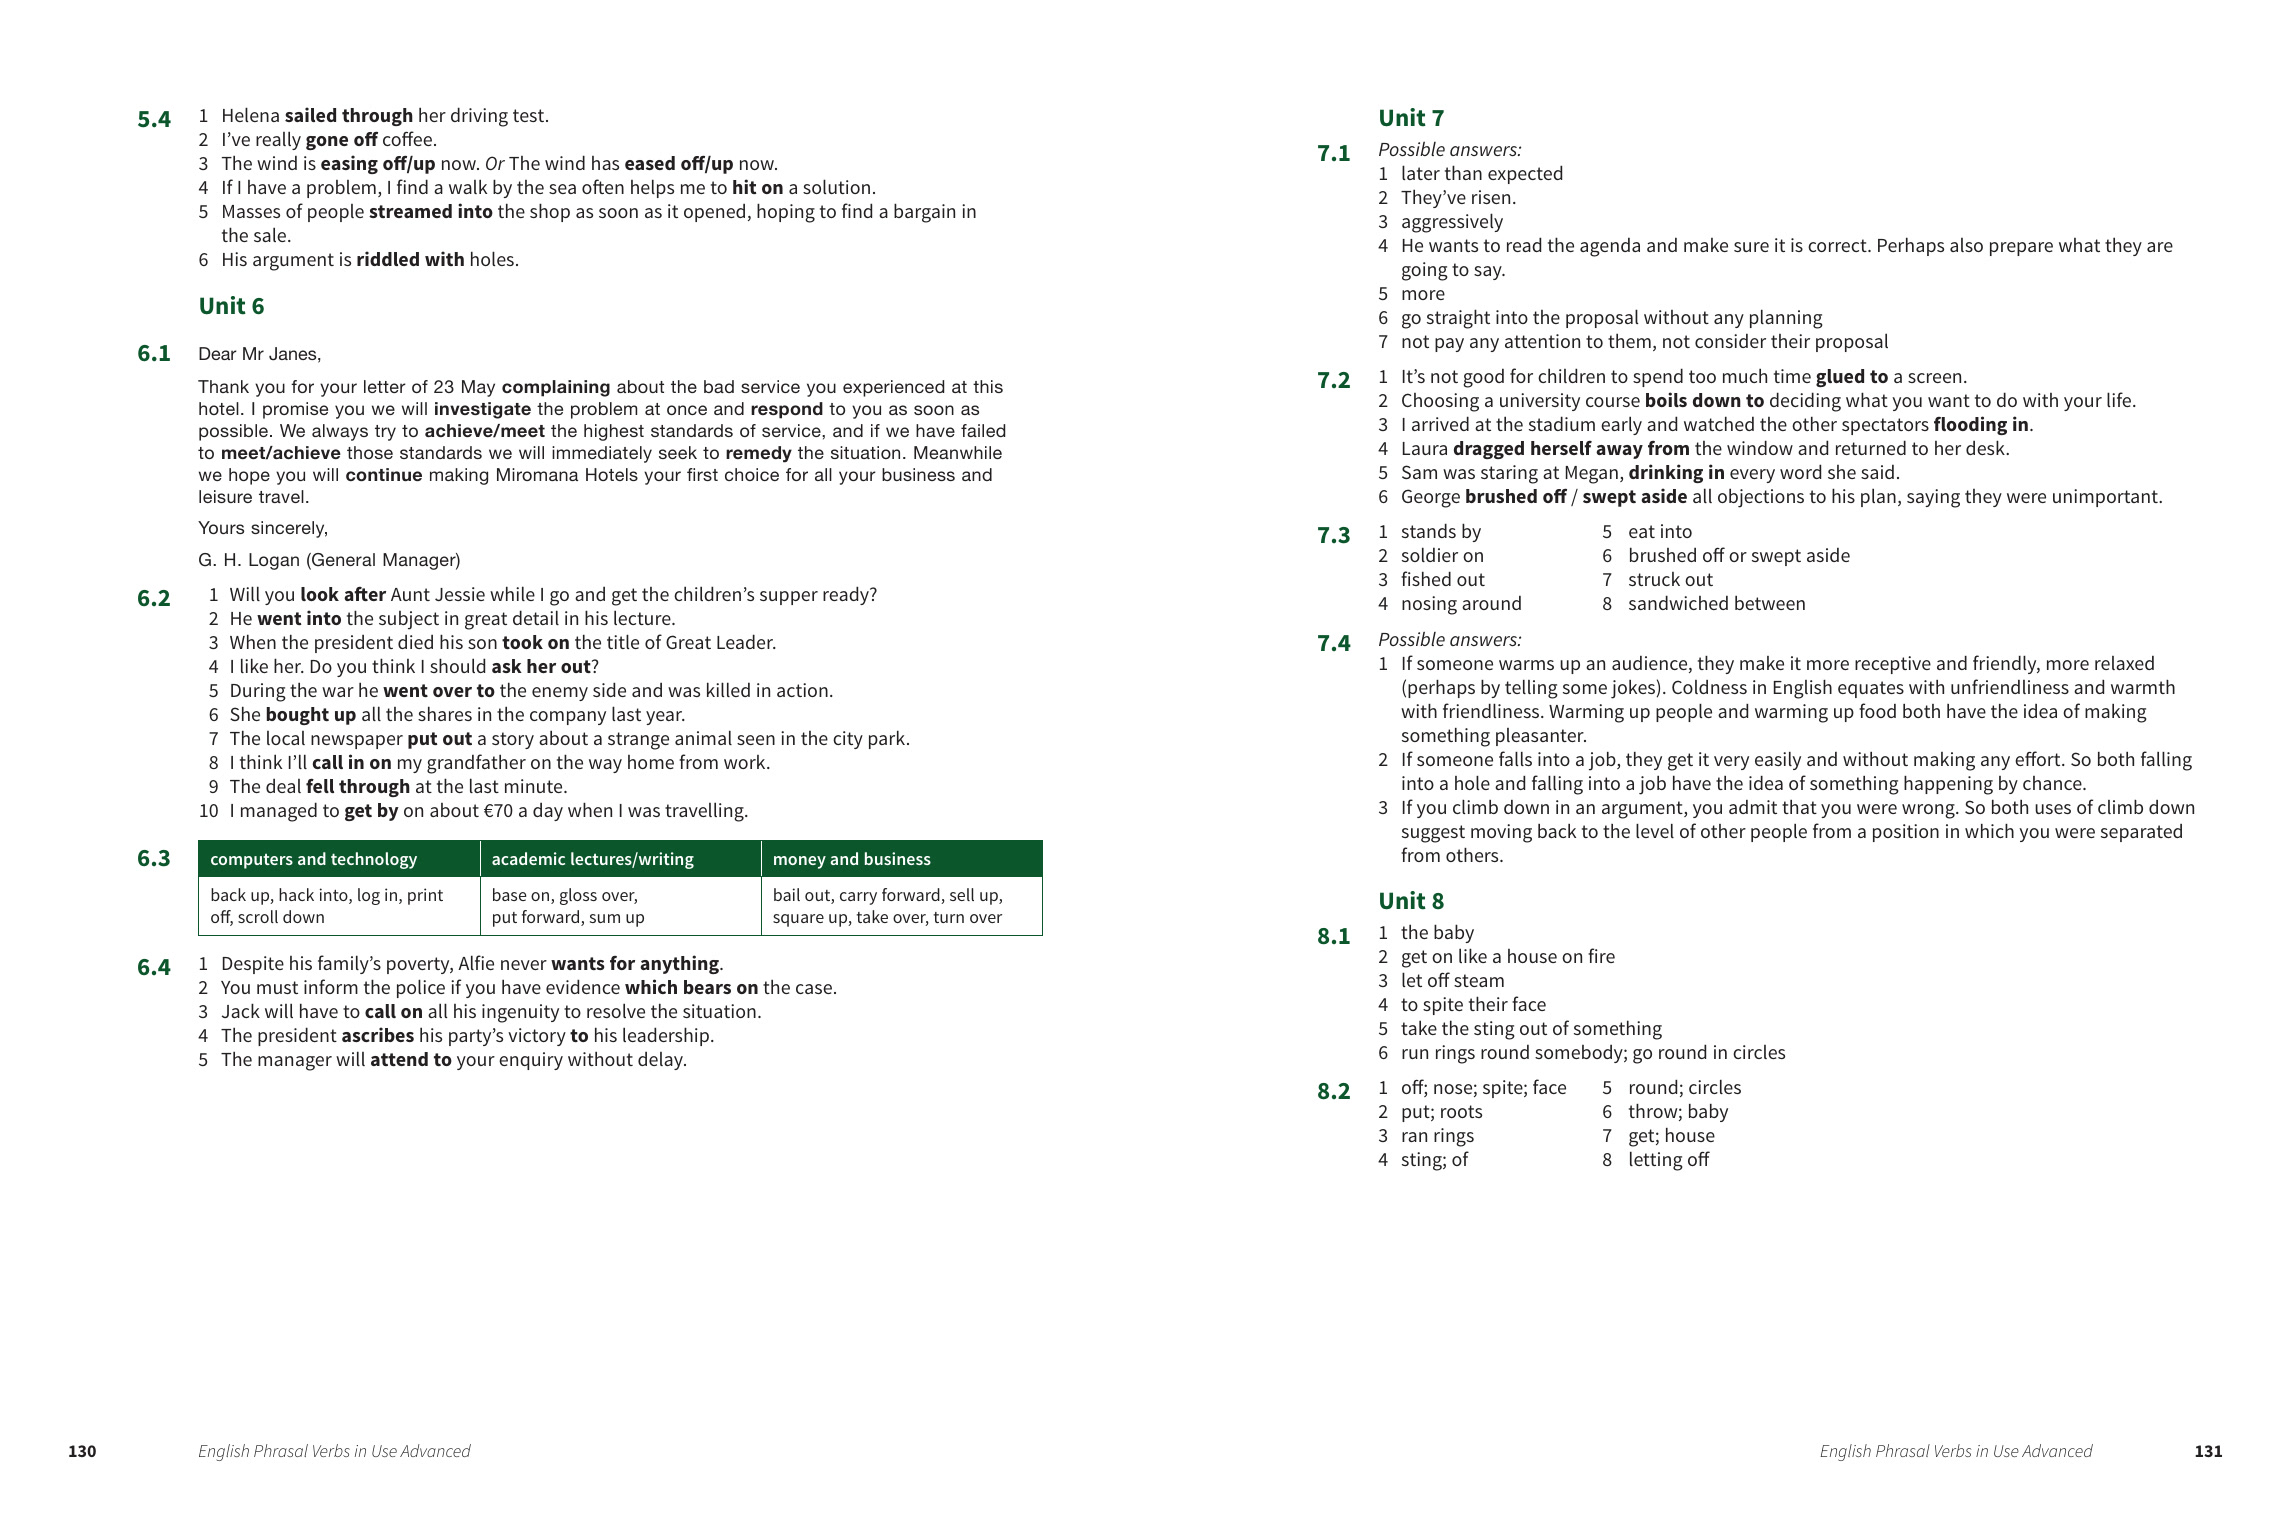 5.4 1 Helena sailed through her driving test.
2 I’ve really gone off coffee.
3 The wind is easing off/up now. Or The wind has eased off/up now.
4 If I have a problem, I find a walk by the sea often helps me to hit on a solution.
5 Masses of people streamed into the shop as soon as it opened, hoping to find a bargain in
the sale.
6 His argument is riddled with holes.
Unit 6
6.1 Dear Mr Janes,
Thank you for your letter of 23 May complaining about the bad service you experienced at this
hotel. I promise you we will investigate the problem at once and respond to you as soon as
possible. We always try to achieve/meet the highest standards of service, and if we have failed
to meet/achieve those standards we will immediately seek to remedy the situation. Meanwhile
we hope you will continue making Miromana Hotels your first choice for all your business and
leisure travel.
Yours sincerely,
G. H. Logan (General Manager)
6.2 1 Will you look after Aunt Jessie while I go and get the children’s supper ready?
2 He went into the subject in great detail in his lecture.
3 When the president died his son took on the title of Great Leader.
4 I like her. Do you think I should ask her out?
5 During the war he went over to the enemy side and was killed in action.
6 She bought up all the shares in the company last year.
7 The local newspaper put out a story about a strange animal seen in the city park.
8 I think I’ll call in on my grandfather on the way home from work.
9 The deal fell through at the last minute.
10 I managed to get by on about €70 a day when I was travelling.
6.3 computers and technology academic lectures/writing money and business
back up, hack into, log in, print base on, gloss over, bail out, carry forward, sell up,
off, scroll down put forward, sum up square up, take over, turn over
6.4 1 Despite his family’s poverty, Alfie never wants for anything.
2 You must inform the police if you have evidence which bears on the case.
3 Jack will have to call on all his ingenuity to resolve the situation.
4 The president ascribes his party’s victory to his leadership.
5 The manager will attend to your enquiry without delay.
130 English Phrasal Verbs in Use Advanced
Unit 7
7.1 Possible answers:
1 later than expected
2 They’ve risen.
3 aggressively
4 He wants to read the agenda and make sure it is correct. Perhaps also prepare what they are
going to say.
5 more
6 go straight into the proposal without any planning
7 not pay any attention to them, not consider their proposal
7.2 1 It’s not good for children to spend too much time glued to a screen.
2 Choosing a university course boils down to deciding what you want to do with your life.
3 I arrived at the stadium early and watched the other spectators flooding in.
4 Laura dragged herself away from the window and returned to her desk.
5 Sam was staring at Megan, drinking in every word she said.
6 George brushed off / swept aside all objections to his plan, saying they were unimportant.
7.3 1 stands by 5 eat into
2 soldier on 6 brushed off or swept aside
3 fished out 7 struck out
4 nosing around 8 sandwiched between
7.4 Possible answers:
1 If someone warms up an audience, they make it more receptive and friendly, more relaxed
(perhaps by telling some jokes). Coldness in English equates with unfriendliness and warmth
with friendliness. Warming up people and warming up food both have the idea of making
something pleasanter.
2 If someone falls into a job, they get it very easily and without making any effort. So both falling
into a hole and falling into a job have the idea of something happening by chance.
3 If you climb down in an argument, you admit that you were wrong. So both uses of climb down
suggest moving back to the level of other people from a position in which you were separated
from others.
Unit 8
8.1 1 the baby
2 get on like a house on fire
3 let off steam
4 to spite their face
5 take the sting out of something
6 run rings round somebody; go round in circles
8.2 1 off; nose; spite; face 5 round; circles
2 put; roots 6 throw; baby
3 ran rings 7 get; house
4 sting; of 8 letting off
English Phrasal Verbs in Use Advanced 131